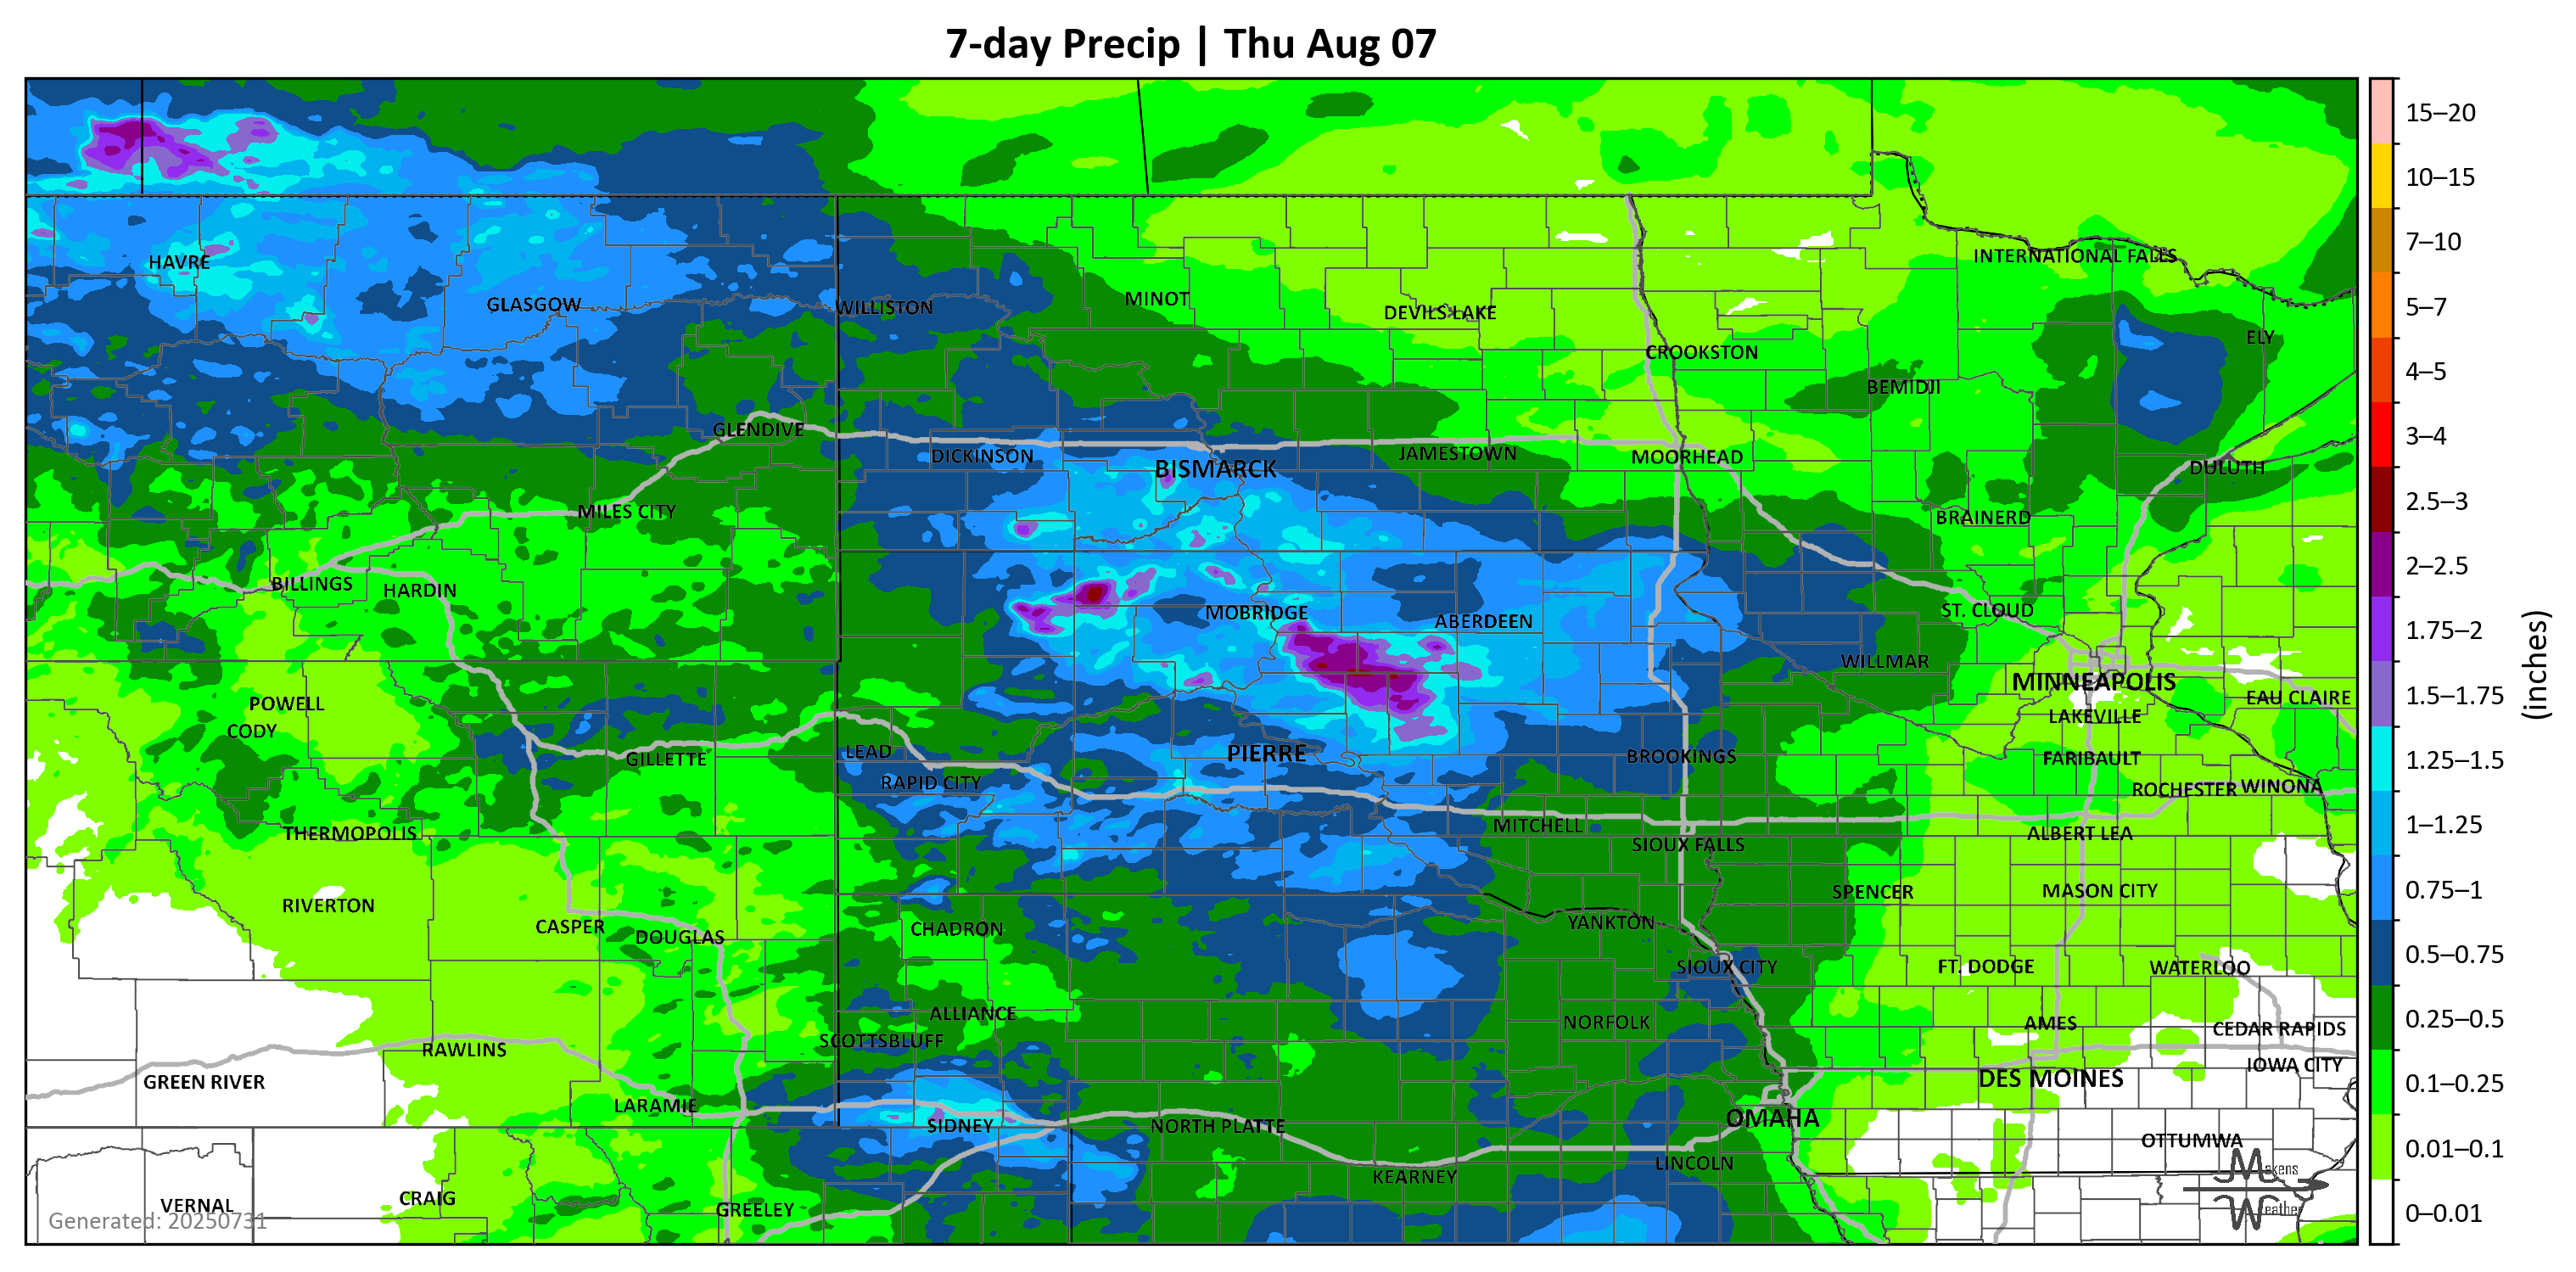 7-day Precip | Thu Aug 07
15–20
10–15
7–10
5–7
4–5
3–4
2.5–3
2–2.5
1.75–2
1.5–1.75
1.25–1.5
1–1.25
0.75–1
0.5–0.75
0.25–0.5
0.1–0.25
0.01–0.1
0–0.01
(inches)
HAVRE
INTERNATIONAL FALLS
GLASGOW
WILLISTON
MINOT
DEVILS LAKE
ELY
CROOKSTON
BEMIDJI
GLENDIVE
DICKINSON
BISMARCK
JAMESTOWN
MOORHEAD
DULUTH
MILES CITY
BRAINERD
BILLINGS
HARDIN
MOBRIDGE
ABERDEEN
ST. CLOUD
WILLMAR
MINNEAPOLIS
EAU CLAIRE
POWELL
CODY
LAKEVILLE
GILLETTE
LEAD
PIERRE
BROOKINGS
FARIBAULT
RAPID CITY
ROCHESTER
WINONA
THERMOPOLIS
MITCHELL
SIOUX FALLS
ALBERT LEA
RIVERTON
SPENCER
MASON CITY
CASPER
DOUGLAS
CHADRON
YANKTON
SIOUX CITY
FT. DODGE
WATERLOO
ALLIANCE
NORFOLK
AMES
CEDAR RAPIDS
SCOTTSBLUFF
RAWLINS
IOWA CITY
GREEN RIVER
DES MOINES
LARAMIE
SIDNEY
NORTH PLATTE
OMAHA
OTTUMWA
KEARNEY
LINCOLN
VERNAL
CRAIG
GREELEY
Generated: 20250731
Makens
Weather